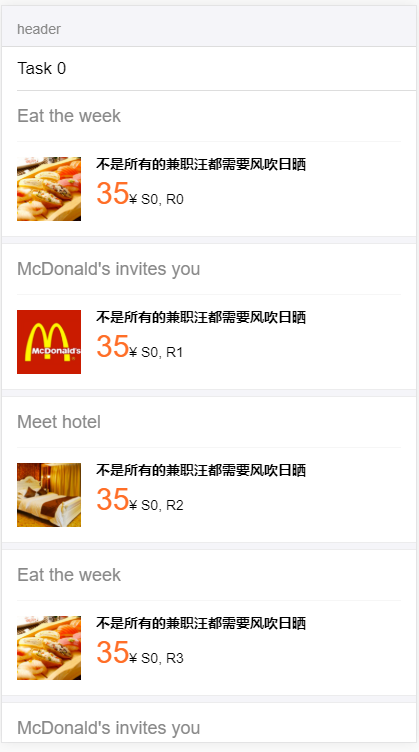 header
Task 0
Eat the week
不是所有的兼职汪都需要风吹日晒
35¥ S0, R0
McDonald's invites you
McDonald's
不是所有的兼职汪都需要风吹日晒
35¥ S0, R1
Meet hotel
不是所有的兼职汪都需要风吹日晒
35¥ S0, R2
Eat the week
不是所有的兼职汪都需要风吹日晒
35¥ S0, R3
McDonald's invites you